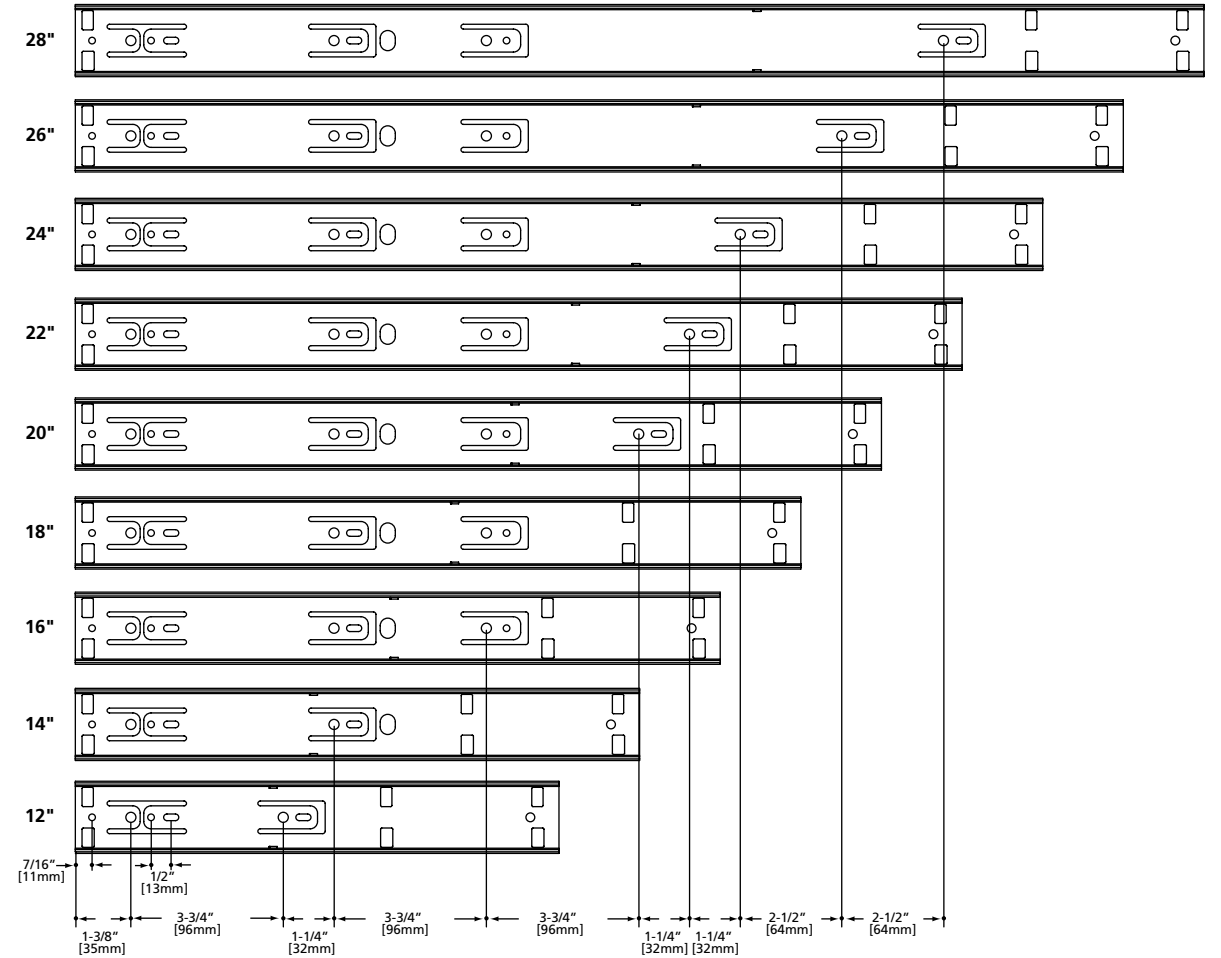 28"
26"
24"
22"
20"
18"
16"
14"
12"
7/16”
[11mm]
1/2”
[13mm]
1-3/8”
[35mm]
3-3/4”
[96mm]
1-1/4”
[32mm]
3-3/4”
[96mm]
3-3/4”
[96mm]
1-1/4”
[32mm]
1-1/4”
[32mm]
2-1/2”
[64mm]
2-1/2”
[64mm]